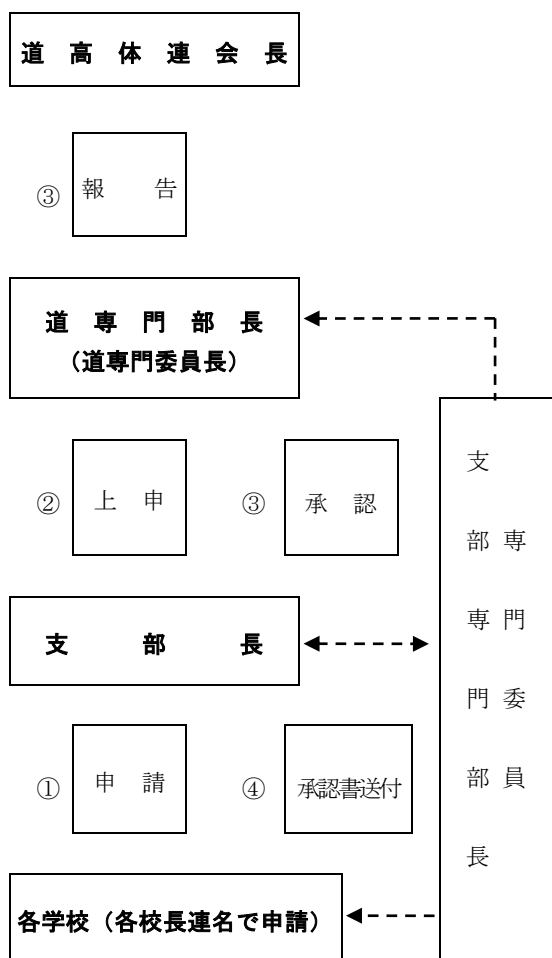 道高体連会長
③ 報告
道専門部長
(道専門委員長)
② 上申 ③ 承認
支部長
① 申請 ④ 承認書送付
各学校(各校長連名で申請)
支部専門部長
専門委員